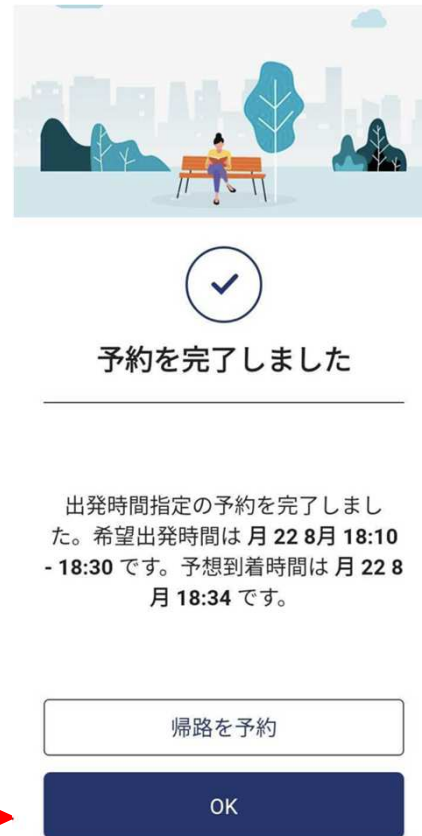 予約を完了しました
出発時間指定の予約を完了しまし
た。希望出発時間は 月 22 8月 18:10
- 18:30 です。予想到着時間は 月 22 8
月 18:34 です。
帰路を予約
OK